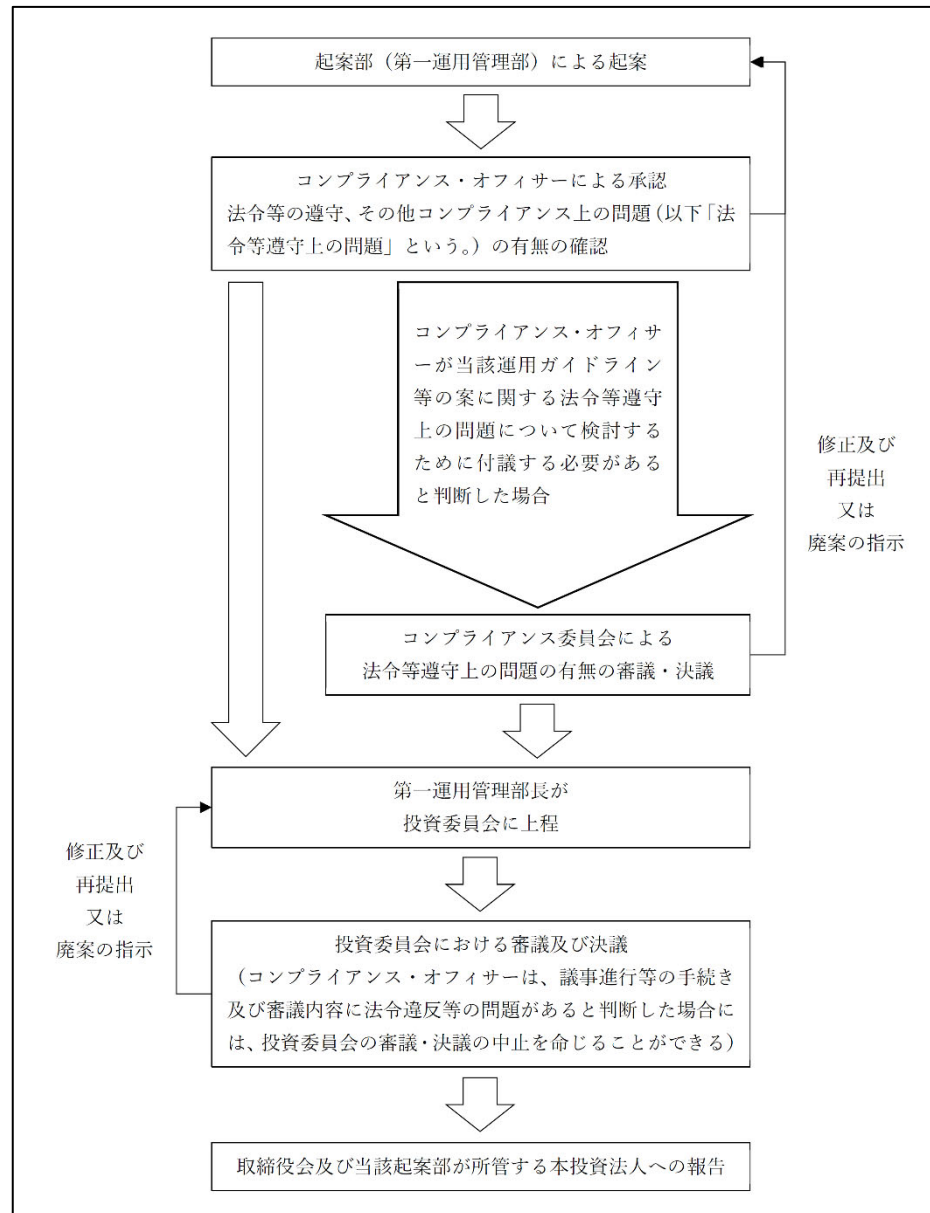 起案部（第一運用管理部）による起案
コンプライアンス・オフィサーによる承認
法令等の遵守、その他コンプライアンス上の問題（以下「法
令等遵守上の問題」という。）の有無の確認
コンプライアンス・オフィサ
ーが当該運用ガイドライン
等の案に関する法令等遵守
上の問題について検討する
ために付議する必要がある
と判断した場合
修正及び
再提出
又は
廃案の指示
コンプライアンス委員会による
法令等遵守上の問題の有無の審議・決議
第一運用管理部長が
投資委員会に上程
修正及び
再提出
又は
廃案の指示
投資委員会における審議及び決議
（コンプライアンス・オフィサーは、議事進行等の手続き
及び審議内容に法令違反等の問題があると判断した場合に
は、投資委員会の審議・決議の中止を命じることができる）
取締役会及び当該起案部が所管する本投資法人への報告